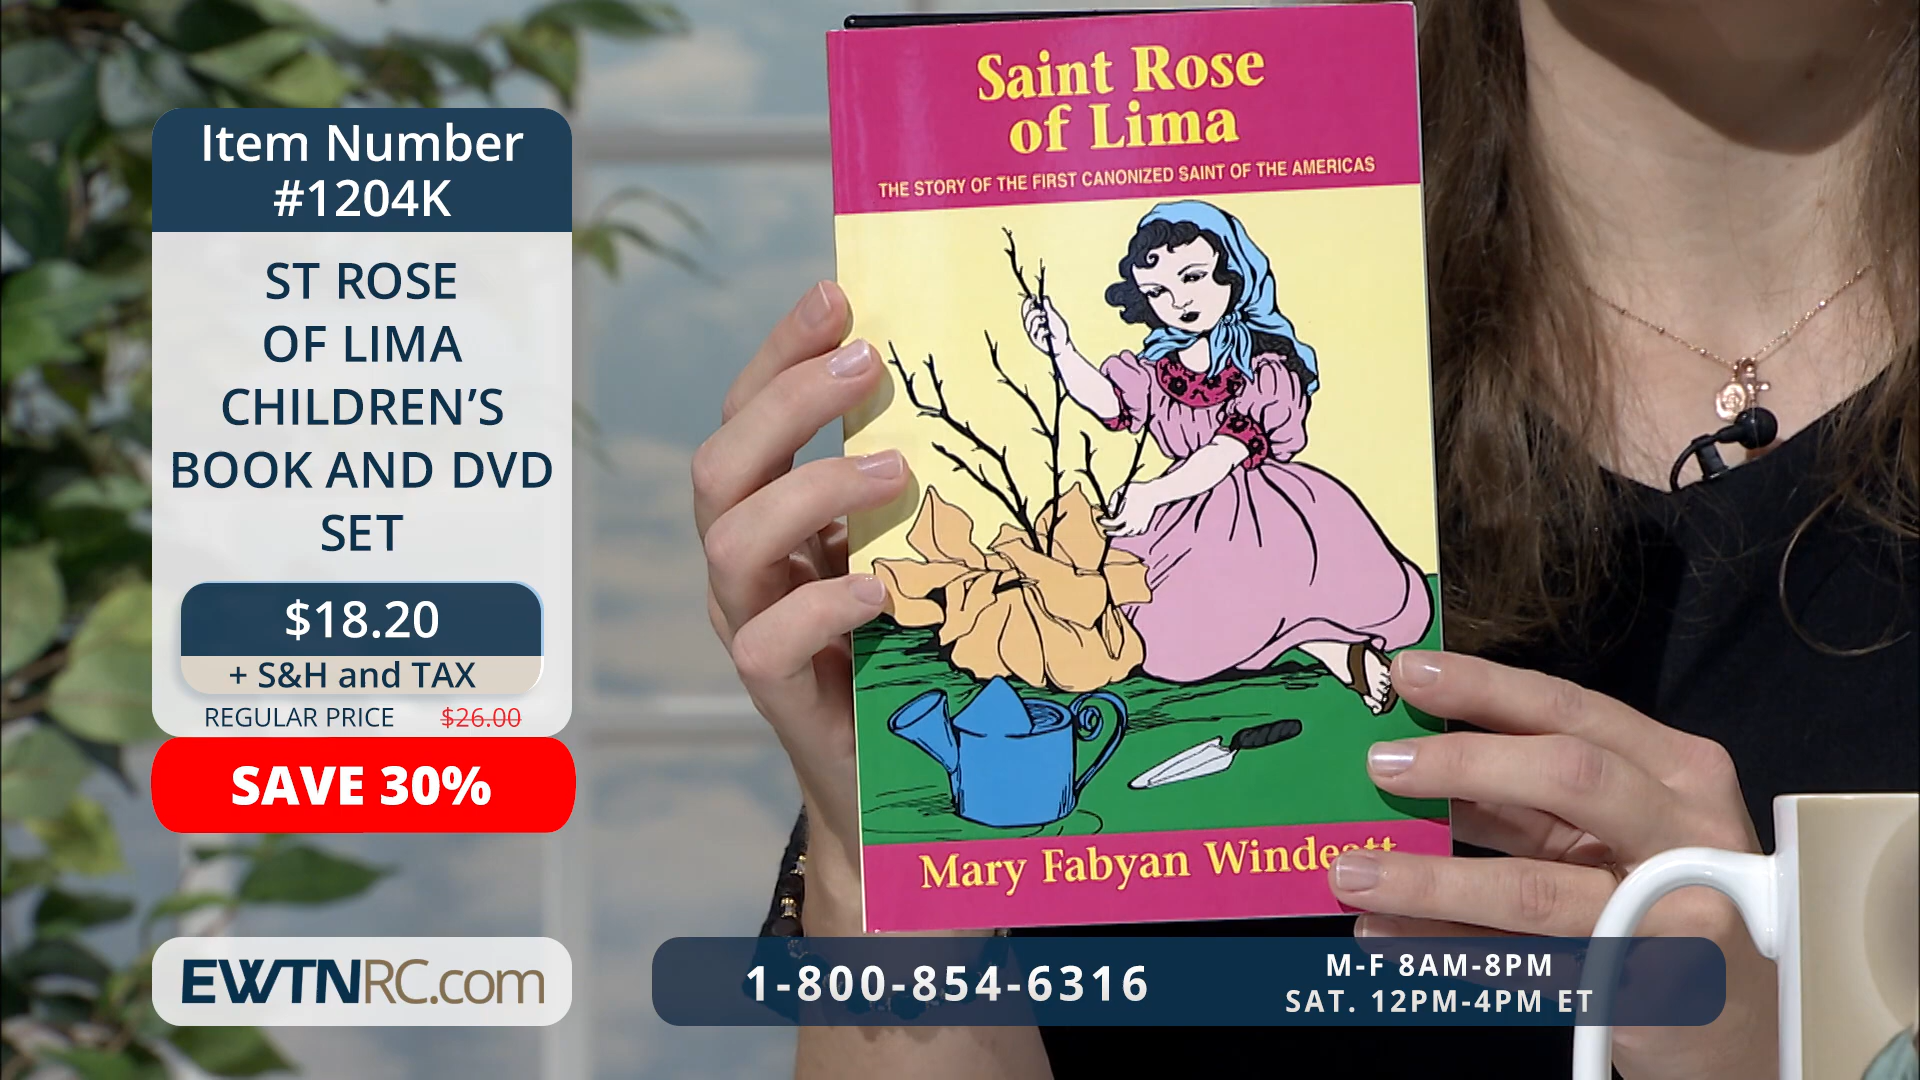 Item Number
#1204K
ST ROSE
OF LIMA
CHILDREN'S
BOOK AND DVD
SET
$18.20
+ S&H and TAX
REGULAR PRICE $26.00
SAVE 30%
EWTNRC.com
Saint Rose
of Lima
THE STORY OF THE FIRST CANONIZED SAINT OF THE AMERICAS
Mary Fabyan Windeatt
1-800-854-6316
M-F 8AM-8PM
SAT. 12PM-4PM ET